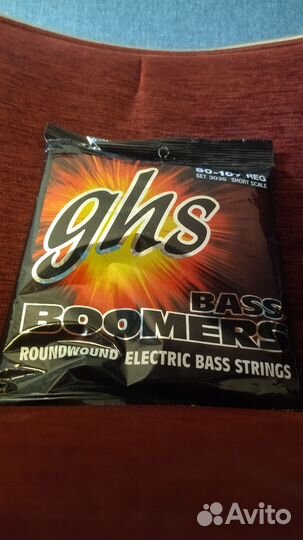 50-107 REG
SET 3035 SHORT SCALE
ghs
BASS
BOOMERS
ROUNDWOUND ELECTRIC BASS STRINGS
Avito